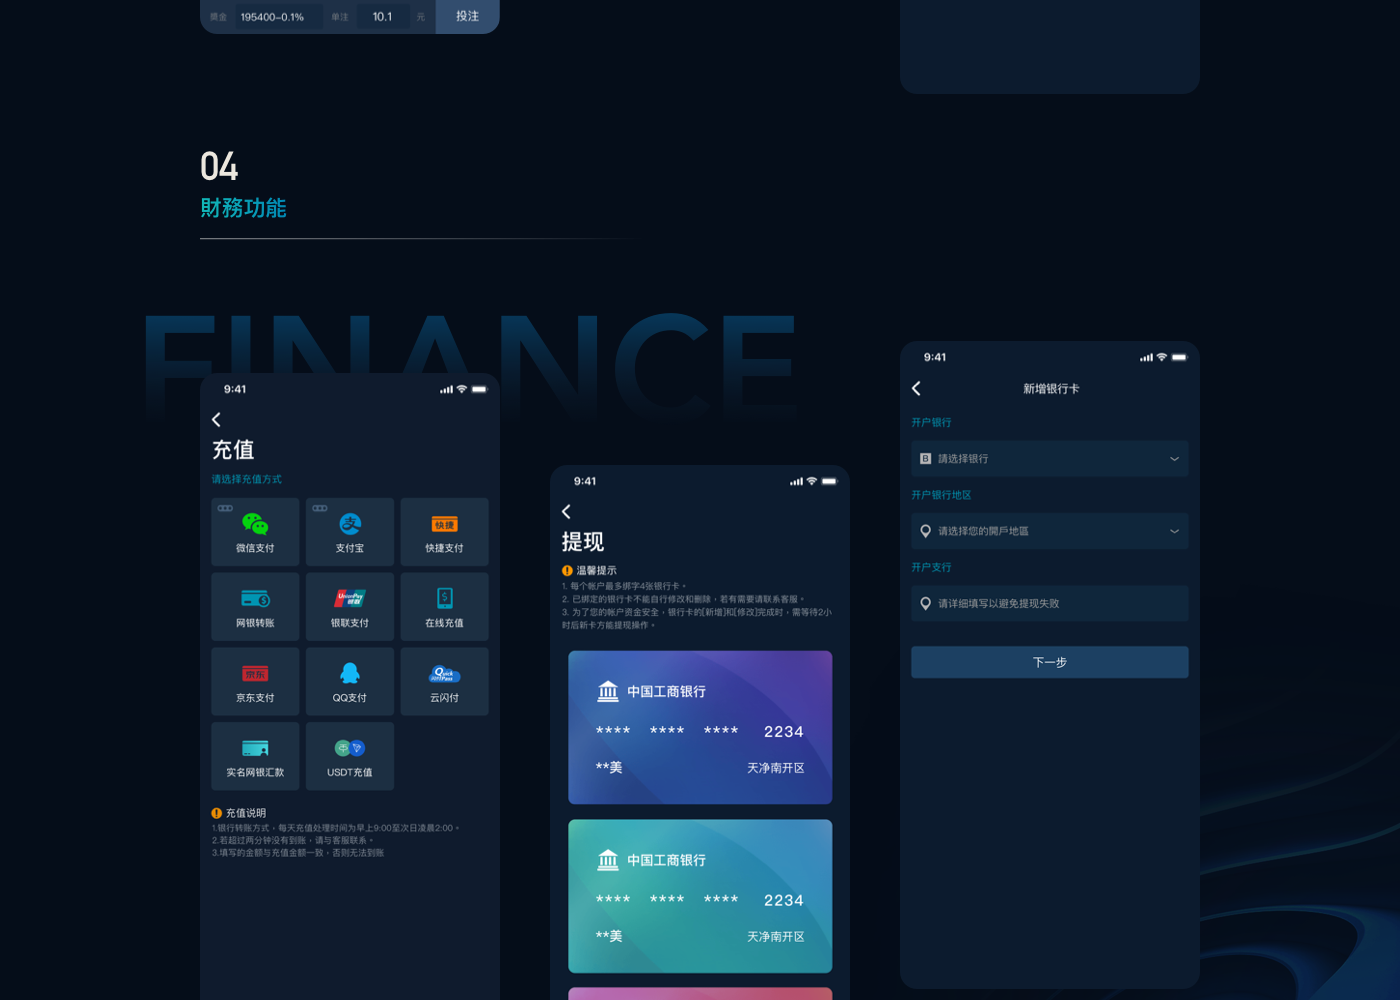 獎金 195400~0.1% 单注 10.1 元 投注
04
財務功能
FINANCE
9:41
充值
请选择充值方式
微信支付 支付宝 快捷支付
网银转账 银联支付 在线充值
京东支付 QQ支付 云闪付
实名网银汇款 USDT充值
充值说明
1.银行转账方式，每天充值处理时间为早上9:00至次日凌晨2:00。
2.若超过两分钟没有到账，请与客服联系。
3.填写的金额与充值金额一致，否则无法到账
9:41
提现
温馨提示
1. 每个帐户最多绑字4张银行卡。
2. 已绑定的银行卡不能自行修改和刪除，若有需要请联系客服。
3. 为了您的帐户资金安全，银行卡的[新增]和[修改]完成时，需等待2小
时后新卡方能提现操作。
中国工商银行
**** **** **** 2234
**美 天净南开区
中国工商银行
**** **** **** 2234
**美 天净南开区
9:41
新增银行卡
开户银行
請选择银行
开户银行地区
请选择您的開戶地區
开户支行
请详细填写以避免提现失败
下一步